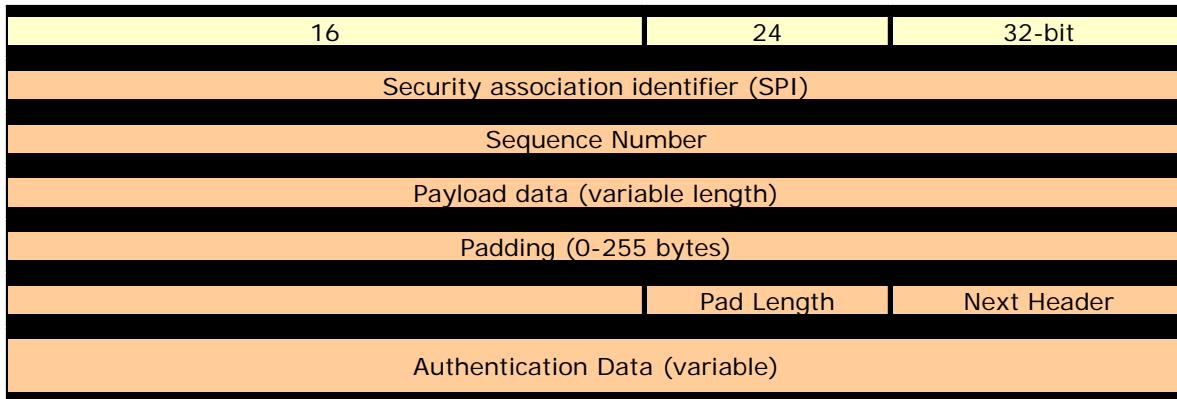 16 24 32-bit
Security association identifier (SPI)
Sequence Number
Payload data (variable length)
Padding (0-255 bytes)
Pad Length Next Header
Authentication Data (variable)